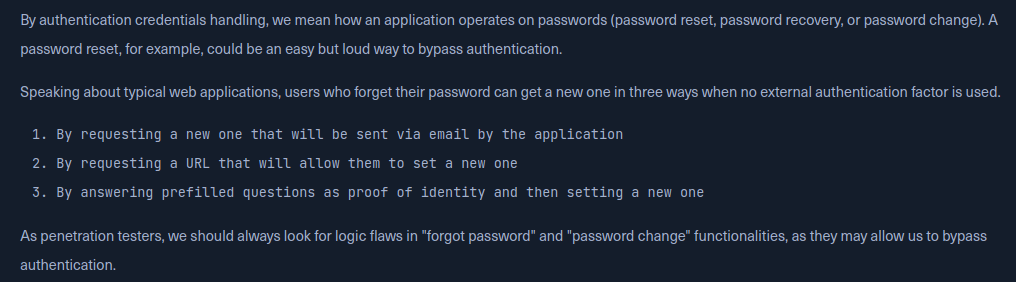 By authentication credentials handling, we mean how an application operates on passwords (password reset, password recovery, or password change). A
password reset, for example, could be an easy but loud way to bypass authentication.
Speaking about typical web applications, users who forget their password can get a new one in three ways when no external authentication factor is used.
1. By requesting a new one that will be sent via email by the application
2. By requesting a URL that will allow them to set a new one
3. By answering prefilled questions as proof of identity and then setting a new one
As penetration testers, we should always look for logic flaws in "forgot password" and "password change" functionalities, as they may allow us to bypass
authentication.